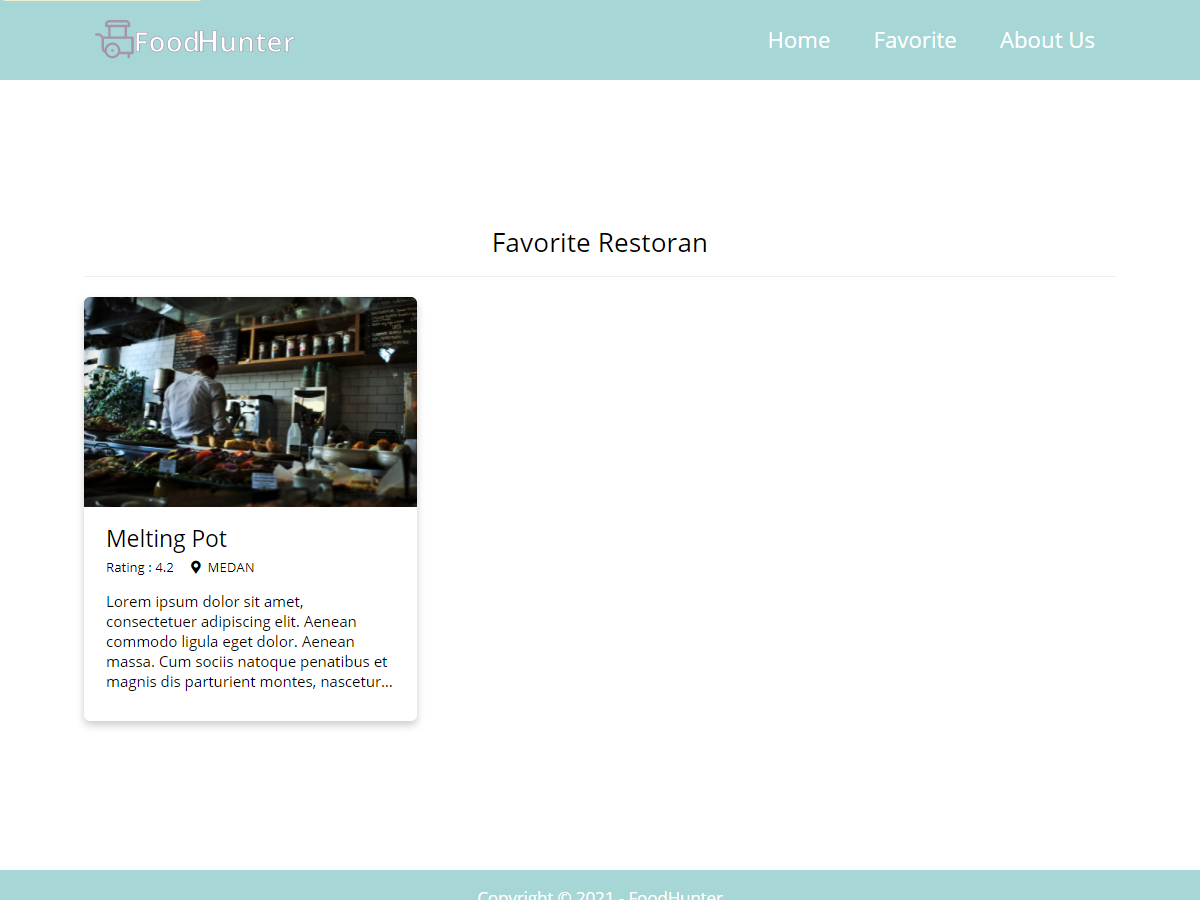 FoodHunter
Home
Favorite
About Us
Favorite Restoran
Melting Pot
Rating : 4.2
MEDAN
Lorem ipsum dolor sit amet,
consectetuer adipiscing elit. Aenean
commodo ligula eget dolor. Aenean
massa. Cum sociis natoque penatibus et
magnis dis parturient montes, nascetur...
Copyright © 2021 - FoodHunter